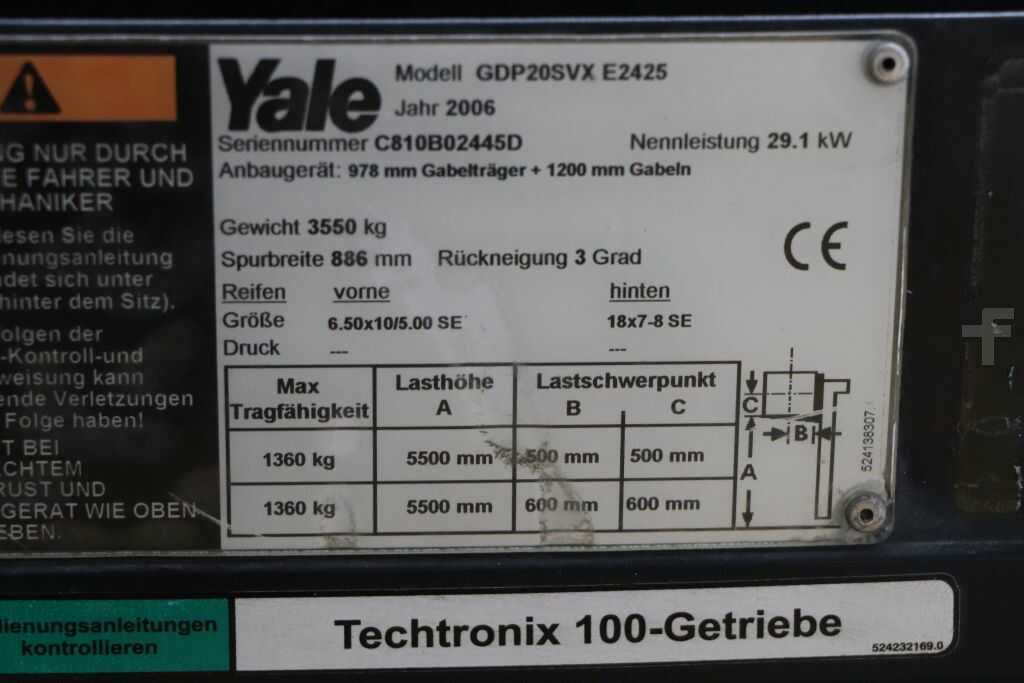 NG NUR DURCH
E FAHRER UND
HANIKER
lesen Sie die
nungsanleitung
ndet sich unter
hinter dem Sitz).
olgen der
-Kontroll-und
weisung kann
ende Verletzungen
Folge haben!
T BEI
ECHTEM
RUST UND
GERÄT WIE OBEN
EBEN.
Yale
Modell GDP20SVX E2425
Jahr 2006
Seriennummer C810B02445D Nennleistung 29.1 kW
Anbaugerät: 978 mm Gabelträger + 1200 mm Gabeln
Gewicht 3550 kg
CE
Spurbreite 886 mm Rückneigung 3 Grad
Reifen vorne hinten
Größe 6.50x10/5.00 SE 18x7-8 SE
Druck --- ---
Max Tragfähigkeit Lasthöhe A Lastschwerpunkt B C
1360 kg 5500 mm 500 mm 500 mm
1360 kg 5500 mm 600 mm 600 mm
C
B
A
524138307
f
dienungsanleitungen
kontrollieren
Techtronix 100-Getriebe
524232169.0